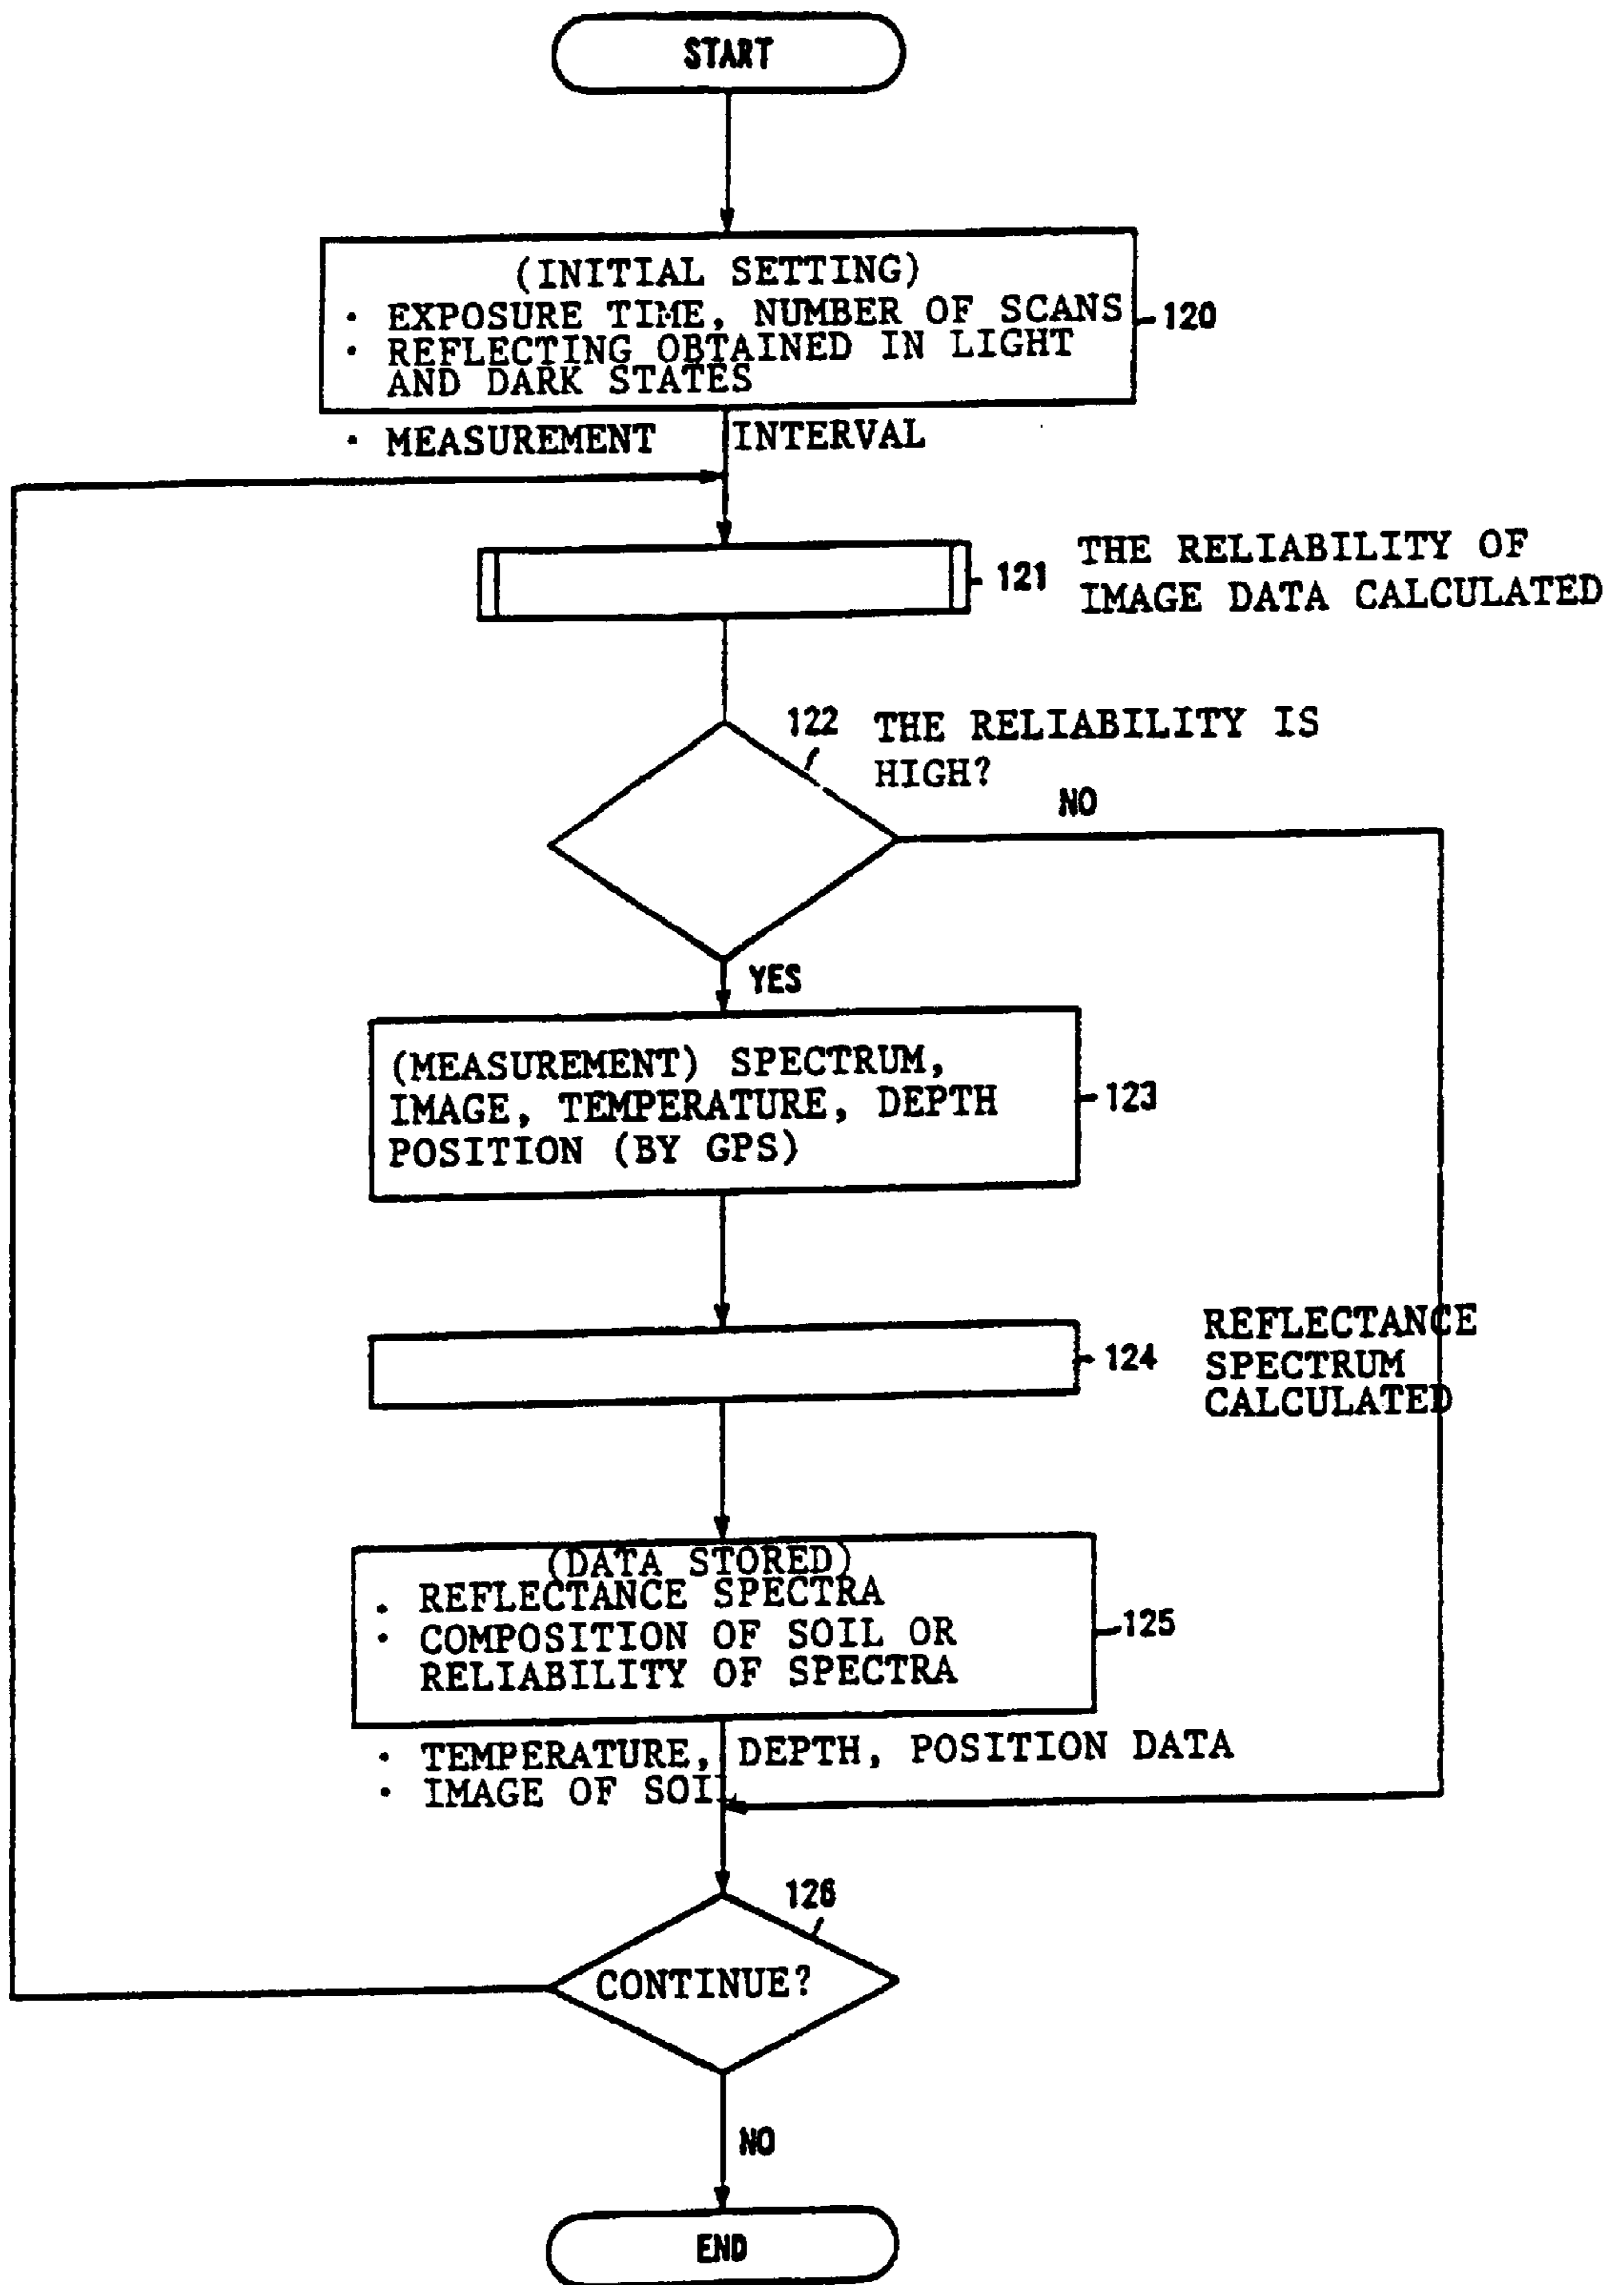 START
(INITIAL SETTING)
· EXPOSURE TIME, NUMBER OF SCANS
· REFLECTING OBTAINED IN LIGHT
AND DARK STATES
120
· MEASUREMENT INTERVAL
121
THE RELIABILITY OF
IMAGE DATA CALCULATED
122
THE RELIABILITY IS
HIGH?
NO
YES
(MEASUREMENT) SPECTRUM,
IMAGE, TEMPERATURE, DEPTH
POSITION (BY GPS)
123
124
REFLECTANCE
SPECTRUM
CALCULATED
(DATA STORED)
· REFLECTANCE SPECTRA
· COMPOSITION OF SOIL OR
RELIABILITY OF SPECTRA
125
· TEMPERATURE, DEPTH, POSITION DATA
· IMAGE OF SOIL
126
CONTINUE?
NO
END